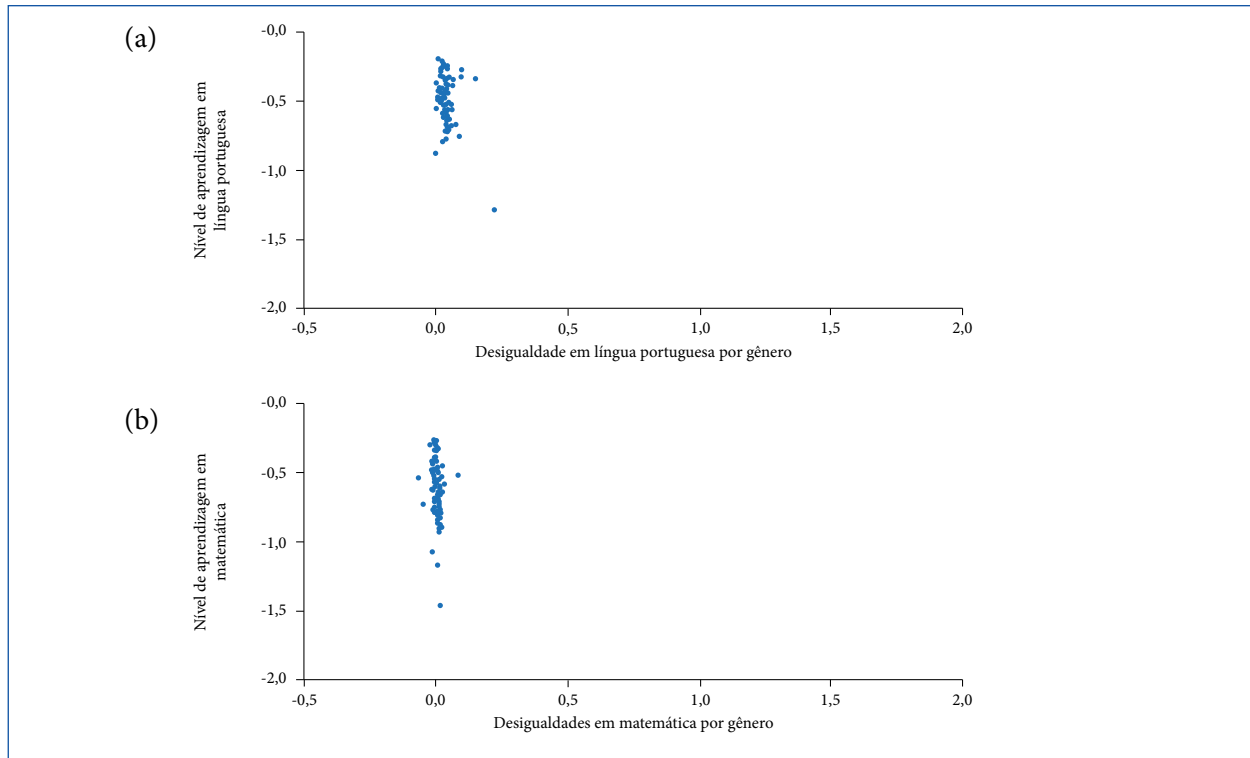 (a)
-0,0
-0,5
-1,0
-1,5
-2,0
Nível de aprendizagem em
língua portuguesa
-0,5 0,0 0,5 1,0 1,5 2,0
Desigualdade em língua portuguesa por gênero
(b)
-0,0
-0,5
-1,0
-1,5
-2,0
Nível de aprendizagem em
matemática
-0,5 0,0 0,5 1,0 1,5 2,0
Desigualdades em matemática por gênero